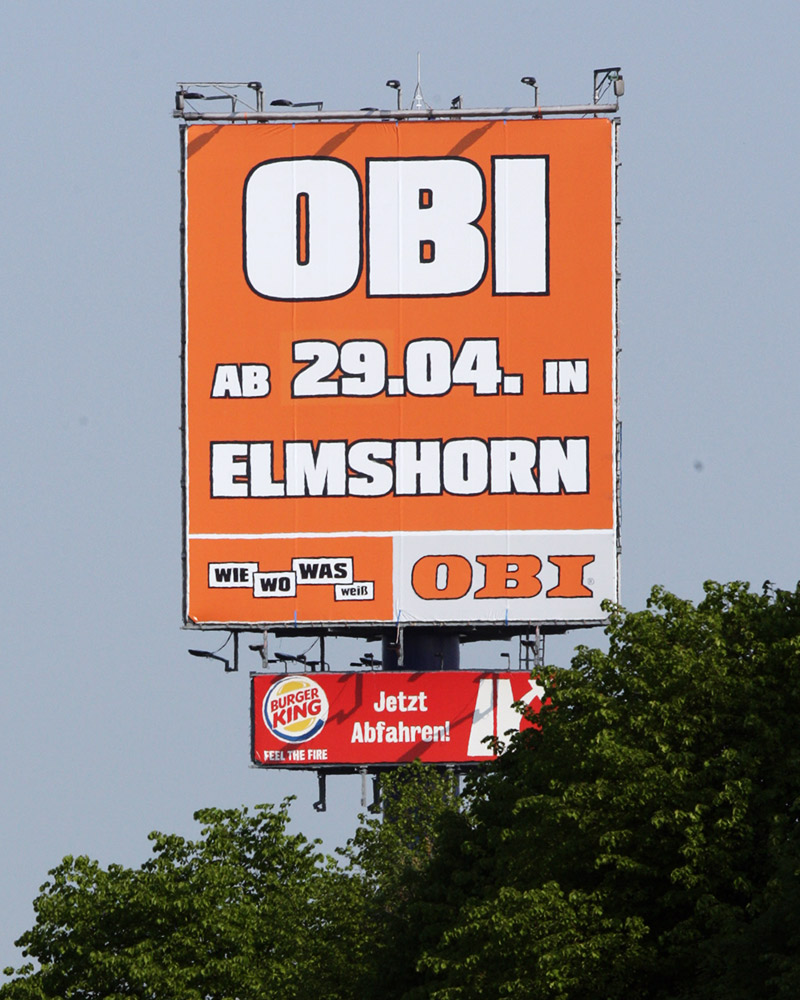 OBI
AB 29.04. IN
ELMSHORN
WIE WO WAS weiß
OBI®
BURGER KING
FEEL THE FIRE
Jetzt
Abfahren!